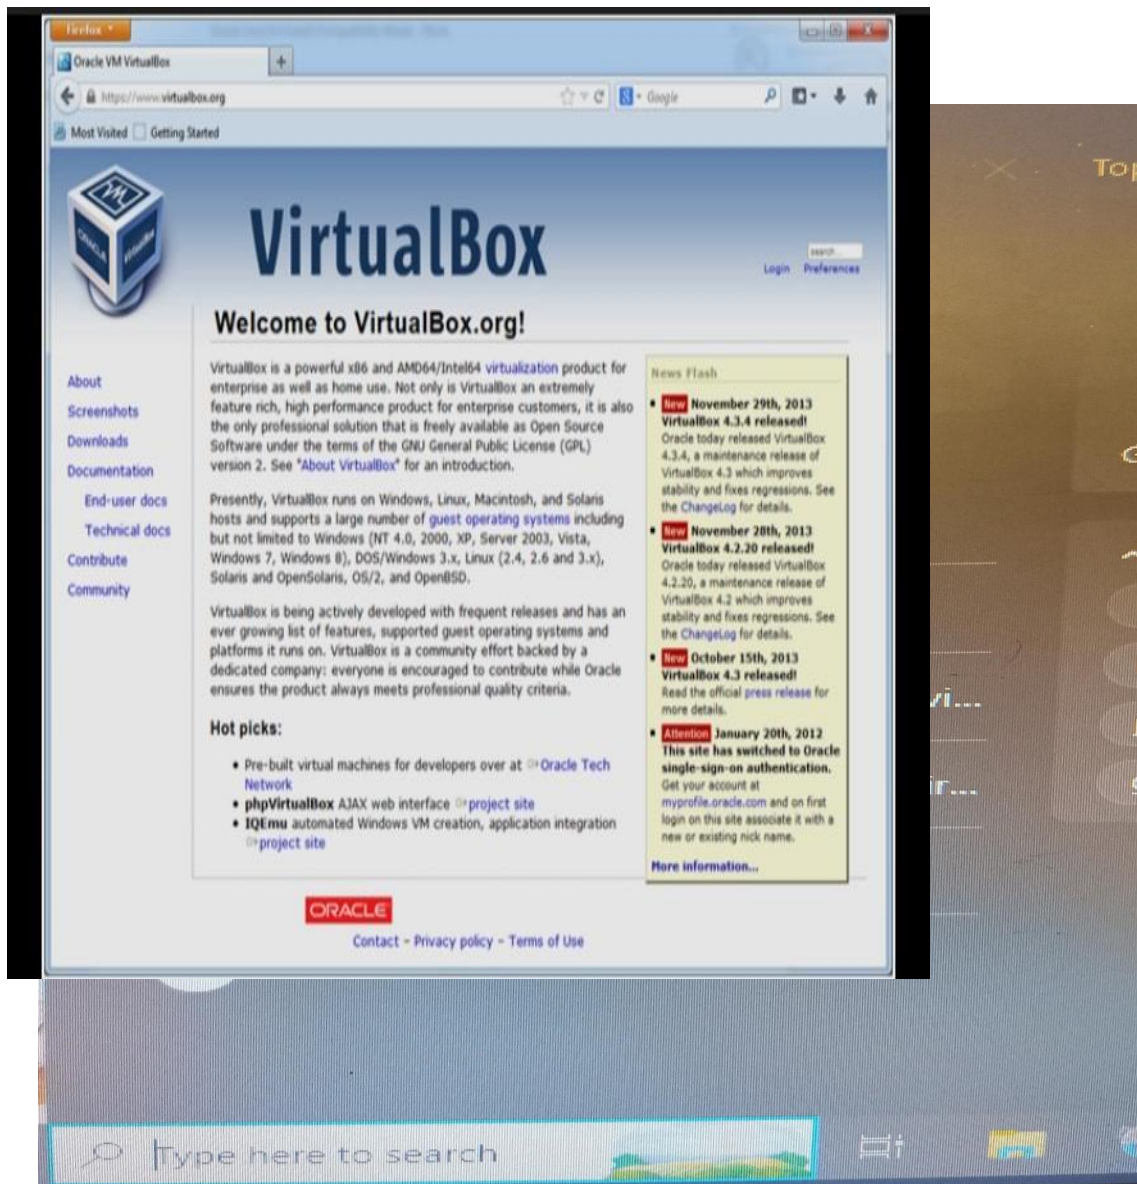 Firefox
Oracle VM VirtualBox
https://www.virtualbox.org
Google
Most Visited
Getting Started
ORACLE
VirtualBox
VirtualBox
search...
Login
Preferences
Welcome to VirtualBox.org!
About
Screenshots
Downloads
Documentation
End-user docs
Technical docs
Contribute
Community
VirtualBox is a powerful x86 and AMD64/Intel64 virtualization product for
enterprise as well as home use. Not only is VirtualBox an extremely
feature rich, high performance product for enterprise customers, it is also
the only professional solution that is freely available as Open Source
Software under the terms of the GNU General Public License (GPL)
version 2. See "About VirtualBox" for an introduction.
Presently, VirtualBox runs on Windows, Linux, Macintosh, and Solaris
hosts and supports a large number of guest operating systems including
but not limited to Windows (NT 4.0, 2000, XP, Server 2003, Vista,
Windows 7, Windows 8), DOS/Windows 3.x, Linux (2.4, 2.6 and 3.x),
Solaris and OpenSolaris, OS/2, and OpenBSD.
VirtualBox is being actively developed with frequent releases and has an
ever growing list of features, supported guest operating systems and
platforms it runs on. VirtualBox is a community effort backed by a
dedicated company: everyone is encouraged to contribute while Oracle
ensures the product always meets professional quality criteria.
Hot picks:
Pre-built virtual machines for developers over at Oracle Tech
Network
phpVirtualBox AJAX web interface project site
IQEmu automated Windows VM creation, application integration
project site
News Flash
New November 29th, 2013
VirtualBox 4.3.4 released!
Oracle today released VirtualBox
4.3.4, a maintenance release of
VirtualBox 4.3 which improves
stability and fixes regressions. See
the ChangeLog for details.
New November 28th, 2013
VirtualBox 4.2.20 released!
Oracle today released VirtualBox
4.2.20, a maintenance release of
VirtualBox 4.2 which improves
stability and fixes regressions. See
the ChangeLog for details.
New October 15th, 2013
VirtualBox 4.3 released!
Read the official press release for
more details.
Attention January 20th, 2012
This site has switched to Oracle
single-sign-on authentication.
Get your account at
myprofile.oracle.com and on first
login on this site associate it with a
new or existing nick name.
More information...
ORACLE
Contact - Privacy policy - Terms of Use
Top
vi...
ir...
Type here to search